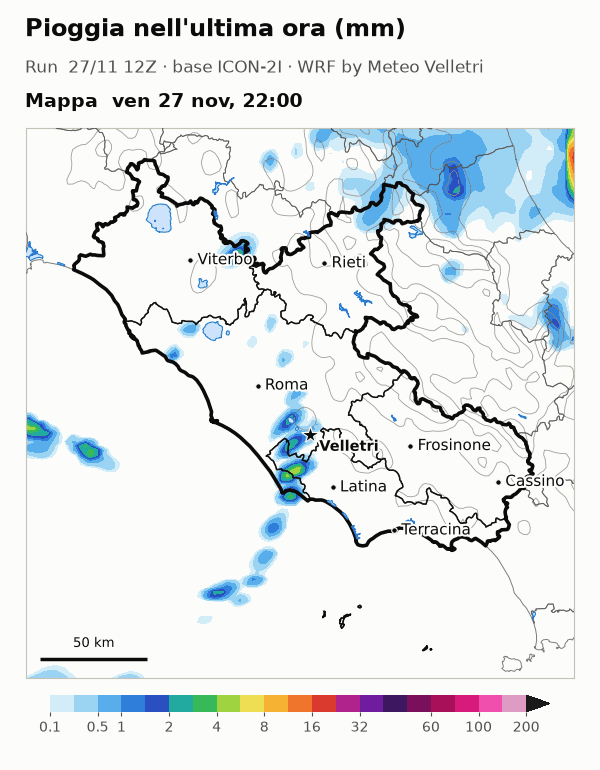 Pioggia nell'ultima ora (mm)
Run  27/11 12Z · base ICON-2I · WRF by Meteo Velletri
Mappa  ven 27 nov, 22:00
Viterbo
Rieti
Roma
Velletri
Frosinone
Latina
Cassino
Terracina
50 km
0.1 0.5 1 2 4 8 16 32 60 100 200